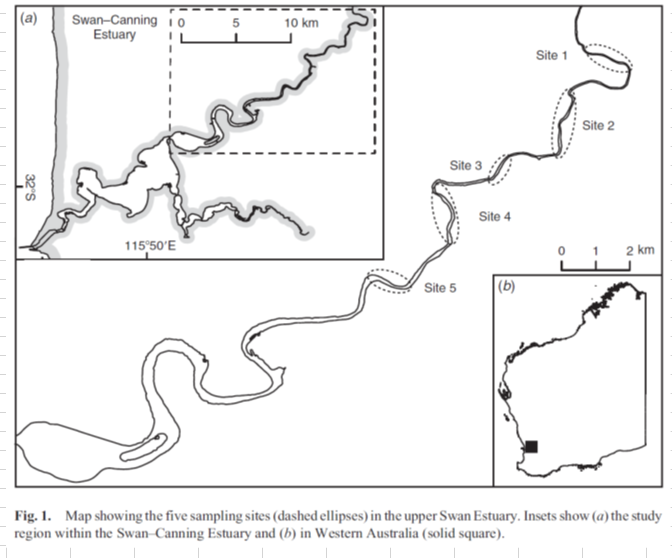 (a)
Swan–Canning
Estuary
0 5 10 km
32°S
115°50′E
Site 1
Site 2
Site 3
Site 4
Site 5
0 1 2 km
(b)
Fig. 1. Map showing the five sampling sites (dashed ellipses) in the upper Swan Estuary. Insets show (a) the study
region within the Swan–Canning Estuary and (b) in Western Australia (solid square).